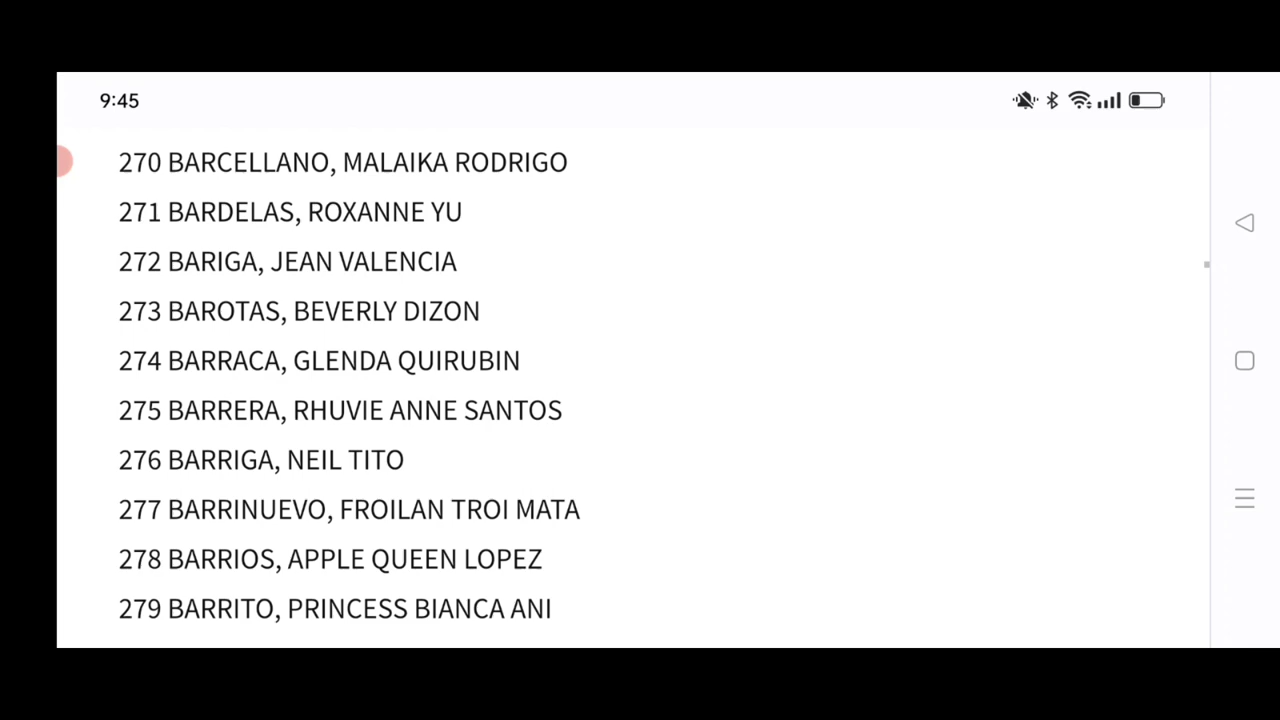 9:45
270 BARCELLANO, MALAIKA RODRIGO
271 BARDELAS, ROXANNE YU
272 BARIGA, JEAN VALENCIA
273 BAROTAS, BEVERLY DIZON
274 BARRACA, GLENDA QUIRUBIN
275 BARRERA, RHUVIE ANNE SANTOS
276 BARRIGA, NEIL TITO
277 BARRINUEVO, FROILAN TROI MATA
278 BARRIOS, APPLE QUEEN LOPEZ
279 BARRITO, PRINCESS BIANCA ANI